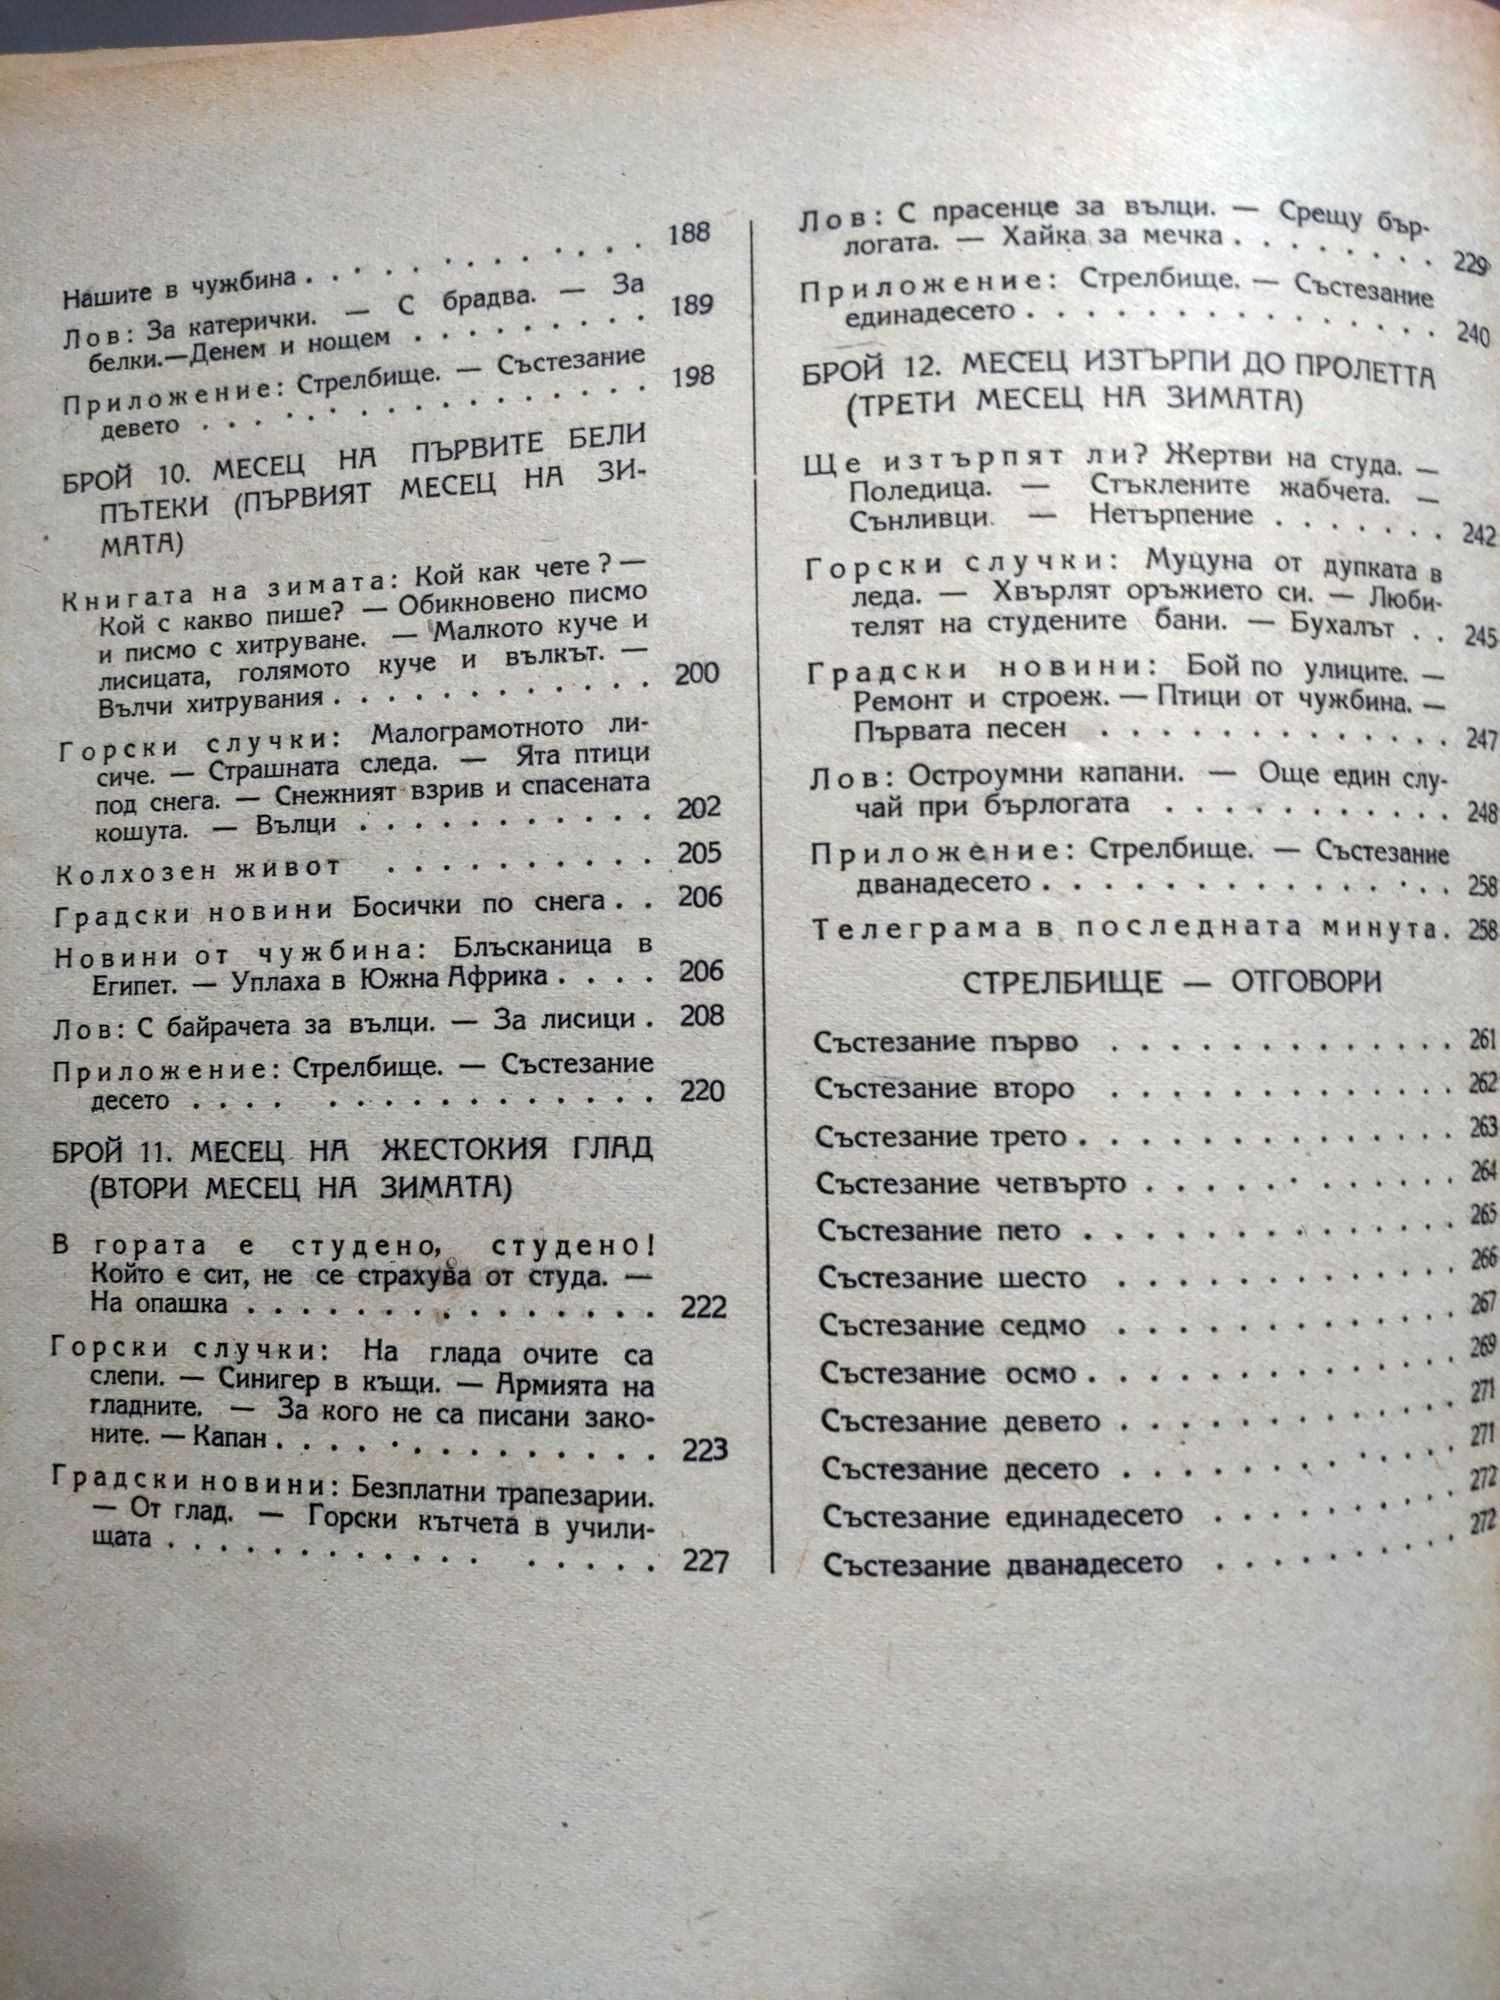 Нашите в чужбина . . . . . . . . . . . . . 188
Лов: За катерички. — С брадва. — За
белки.—Денем и нощем . . . . . . . . 189
Приложение: Стрелбище. — Състезание
девето . . . . . . . . . . . . . . . 198
БРОЙ 10. МЕСЕЦ НА ПЪРВИТЕ БЕЛИ
ПЪТЕКИ (ПЪРВИЯТ МЕСЕЦ НА ЗИ-
МАТА)
Книгата на зимата: Кой как чете? —
Кой с какво пише? — Обикновено писмо
и писмо с хитруване. — Малкото куче и
лисицата, голямото куче и вълкът. —
Вълчи хитрувания . . . . . . . . . . . 200
Горски случки: Малограмотното ли-
сиче. — Страшната следа. — Ята птици
под снега. — Снежният взрив и спасената
кошута. — Вълци . . . . . . . . . . . 202
Колхозен живот . . . . . . . . . . 205
Градски новини Босички по снега . . 206
Новини от чужбина: Блъсканица в
Египет. — Уплаха в Южна Африка . . . . 206
Лов: С байрачета за вълци. — За лисици . 208
Приложение: Стрелбище. — Състезание
десето . . . . . . . . . . . . . . . . 220
БРОЙ 11. МЕСЕЦ НА ЖЕСТОКИЯ ГЛАД
(ВТОРИ МЕСЕЦ НА ЗИМАТА)
В гората е студено, студено!
Който е сит, не се страхува от студа. —
На опашка . . . . . . . . . . . . . . . 222
Горски случки: На глада очите са
слепи. — Синигер в къщи. — Армията на
гладните. — За кого не са писани зако-
ните. — Капан . . . . . . . . . . . . . . 223
Градски новини: Безплатни трапезарии.
— От глад. — Горски кътчета в учили-
щата . . . . . . . . . . . . . . . . . 227
Лов: С прасенце за вълци. — Срещу бър-
логата. — Хайка за мечка . . . . . . . . 229
Приложение: Стрелбище. — Състезание
единадесето . . . . . . . . . . . . . . . 240
БРОЙ 12. МЕСЕЦ ИЗТЪРПИ ДО ПРОЛЕТТА
(ТРЕТИ МЕСЕЦ НА ЗИМАТА)
Ще изтърпят ли? Жертви на студа. —
Поледица. — Стъклените жабчета. —
Сънливци. — Нетърпение . . . . . . . 242
Горски случки: Муцуна от дупката в
леда. — Хвърлят оръжието си. — Люби-
телят на студените бани. — Бухалът . . 245
Градски новини: Бой по улиците. —
Ремонт и строеж. — Птици от чужбина. —
Първата песен . . . . . . . . . . . . . 247
Лов: Остроумни капани. — Още един слу-
чай при бърлогата . . . . . . . . . . 248
Приложение: Стрелбище. — Състезание
дванадесето . . . . . . . . . . . . . . 258
Телеграма в последната минута. 258
СТРЕЛБИЩЕ — ОТГОВОРИ
Състезание първо . . . . . . . . . . . . . 261
Състезание второ . . . . . . . . . . . . . 262
Състезание трето . . . . . . . . . . . . . . 263
Състезание четвърто . . . . . . . . . . . . 264
Състезание пето . . . . . . . . . . . . . . 265
Състезание шесто . . . . . . . . . . . . . 266
Състезание седмо . . . . . . . . . . . . . 267
Състезание осмо . . . . . . . . . . . . . . 269
Състезание девето . . . . . . . . . . . . . 271
Състезание десето . . . . . . . . . . . . . 271
Състезание единадесето . . . . . . . . . . 272
Състезание дванадесето . . . . . . . . . . 272